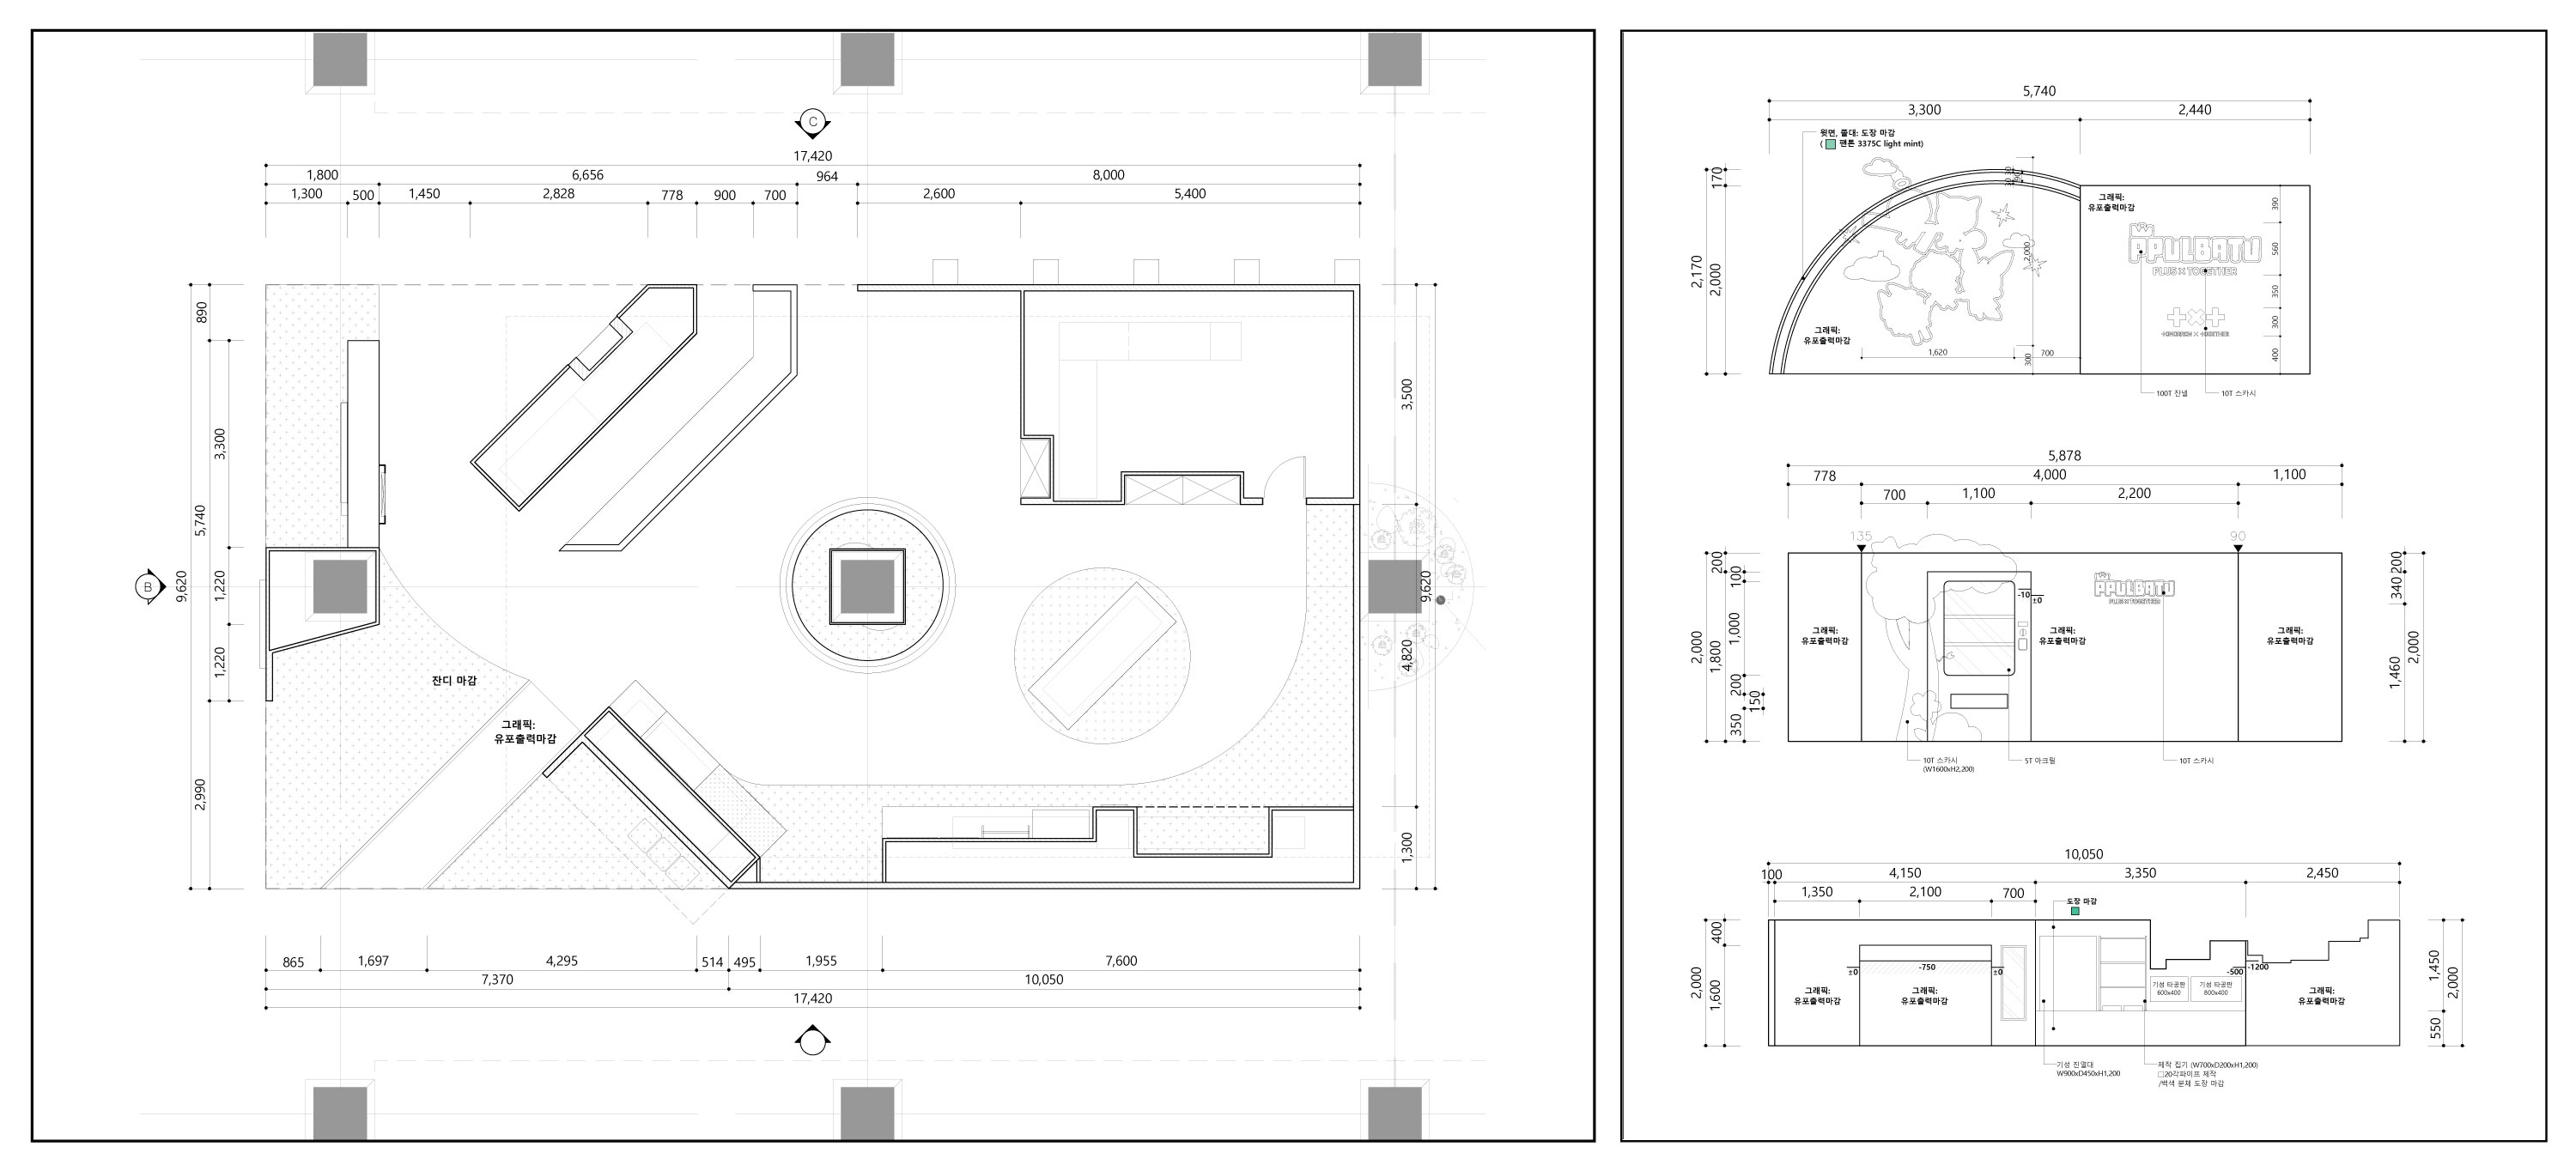 C
17,420
1,800
6,656
964
8,000
1,300
500
1,450
2,828
778
900
700
2,600
5,400
890
3,300
5,740
9,620
1,220
1,220
2,990
B
3,500
9,620
4,820
1,300
잔디 마감
그래픽:
유포출력마감
865
1,697
4,295
514
495
1,955
7,600
7,370
10,050
17,420
5,740
3,300
2,440
윗면, 쫄대: 도장 마감
( 팬톤 3375C light mint)
170
2,170
2,000
30
90
30
2,000
300
1,620
700
그래픽:
유포출력마감
그래픽:
유포출력마감
PPULBATU
PLUS X TOGETHER
390
560
350
300
400
100T 잔넬
10T 스카시
5,878
778
4,000
1,100
700
1,100
2,200
135
90
200
100
1,000
2,000
1,800
200
150
350
-10
±0
PPULBATU
PLUS X TOGETHER
그래픽:
유포출력마감
그래픽:
유포출력마감
그래픽:
유포출력마감
200
340
1,460
2,000
10T 스카시
(W1600xH2,200)
5T 아크릴
10T 스카시
10,050
100
4,150
3,350
2,450
1,350
2,100
700
도장 마감
400
2,000
1,600
±0
-750
±0
-500
-1200
그래픽:
유포출력마감
그래픽:
유포출력마감
기성 타공판
600x400
기성 타공판
800x400
그래픽:
유포출력마감
1,450
2,000
550
기성 진열대
W900xD450xH1,200
제작 집기 (W700xD200xH1,200)
□20각파이프 제작
/백색 분체 도장 마감